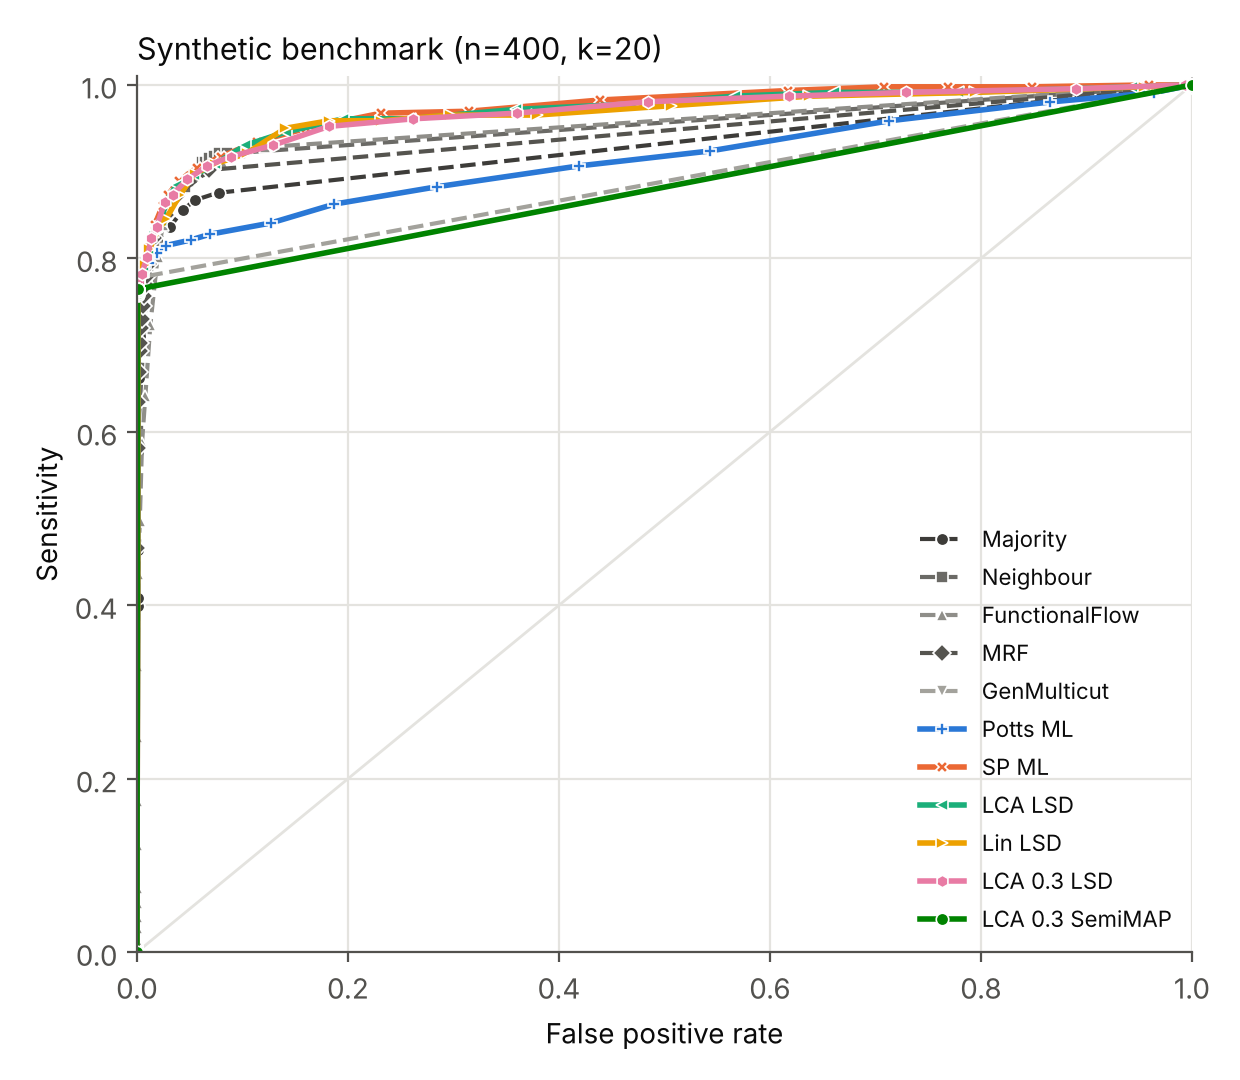 Synthetic benchmark (n=400, k=20)
1.0
0.8
0.6
0.4
0.2
0.0
Sensitivity
Majority
Neighbour
FunctionalFlow
MRF
GenMulticut
Potts ML
SP ML
LCA LSD
Lin LSD
LCA 0.3 LSD
LCA 0.3 SemiMAP
0.0 0.2 0.4 0.6 0.8 1.0
False positive rate